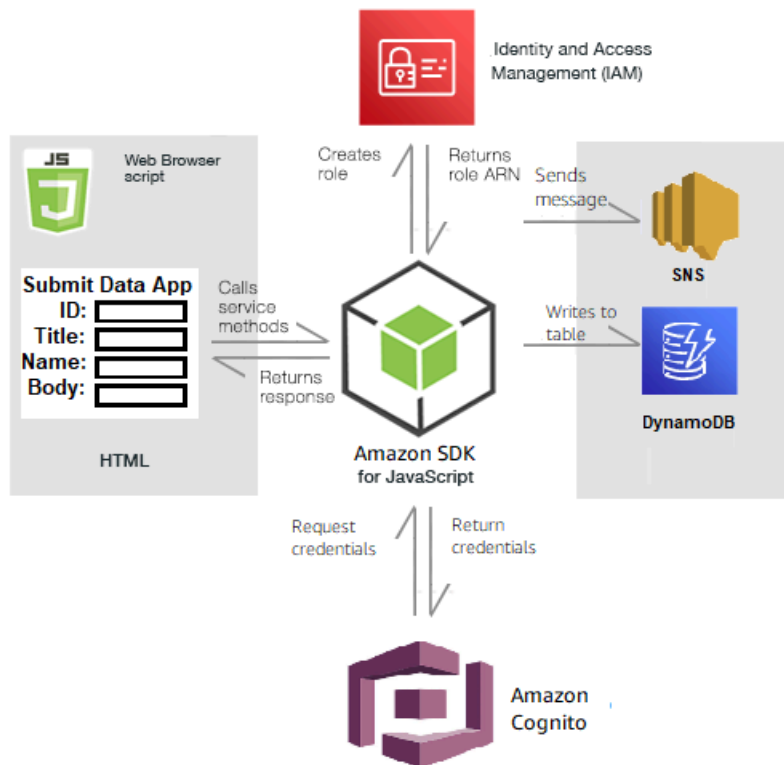 Identity and Access
Management (IAM)
JS
Web Browser
script
Creates
role
Returns
role ARN
Sends
message
SNS
Submit Data App
ID:
Title:
Name:
Body:
Calls
service
methods
Returns
response
Writes to
table
DynamoDB
HTML
Amazon SDK
for JavaScript
Request
credentials
Return
credentials
Amazon
Cognito